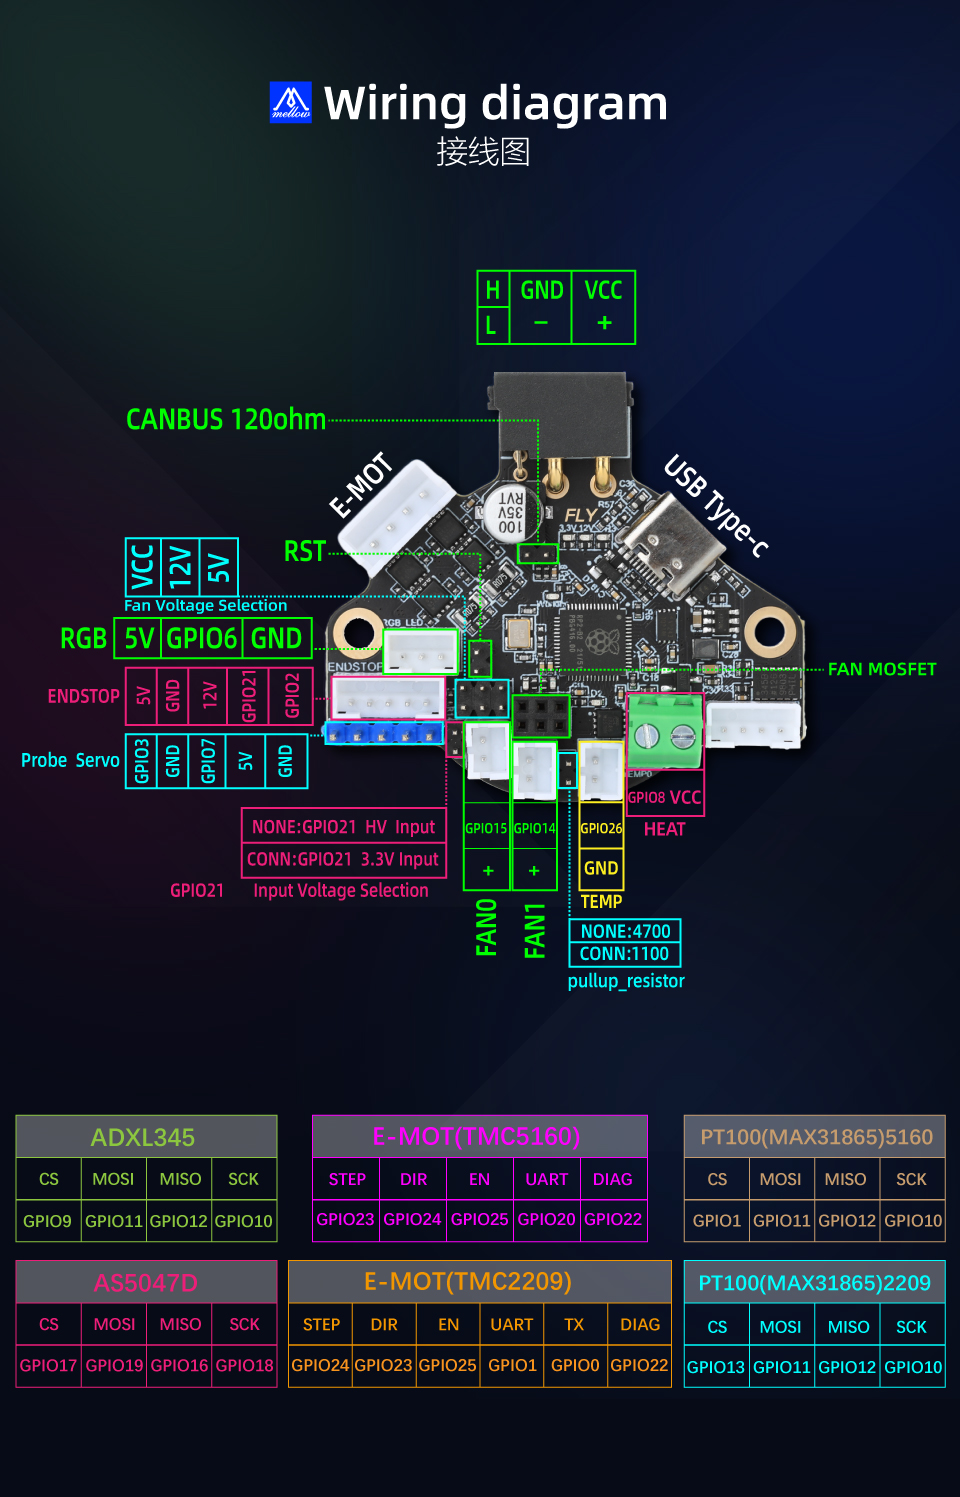 mellow
Wiring diagram
接线图
H GND VCC
L − +
CANBUS 120ohm
E-MOT
USB Type-c
100
35V
RVT
FLY
R57
3.3V 12V
RST
VCC 12V 5V
Fan Voltage Selection
RGB 5V GPIO6 GND
RGB_LED
ENDSTOP
ENDSTOP 5V GND 12V GPIO21 GPIO2
FAN MOSFET
C18
D2
Probe Servo GPIO3 GND GPIO7 5V GND
NONE:GPIO21 HV Input
CONN:GPIO21 3.3V Input
GPIO21 Input Voltage Selection
GPIO15 GPIO14
+ +
FAN0 FAN1
GPIO26
GND
TEMP
GPIO8 VCC
HEAT
NONE:4700
CONN:1100
pullup_resistor
ADXL345
CS MOSI MISO SCK
GPIO9 GPIO11 GPIO12 GPIO10
E-MOT(TMC5160)
STEP DIR EN UART DIAG
GPIO23 GPIO24 GPIO25 GPIO20 GPIO22
PT100(MAX31865)5160
CS MOSI MISO SCK
GPIO1 GPIO11 GPIO12 GPIO10
AS5047D
CS MOSI MISO SCK
GPIO17 GPIO19 GPIO16 GPIO18
E-MOT(TMC2209)
STEP DIR EN UART TX DIAG
GPIO24 GPIO23 GPIO25 GPIO1 GPIO0 GPIO22
PT100(MAX31865)2209
CS MOSI MISO SCK
GPIO13 GPIO11 GPIO12 GPIO10